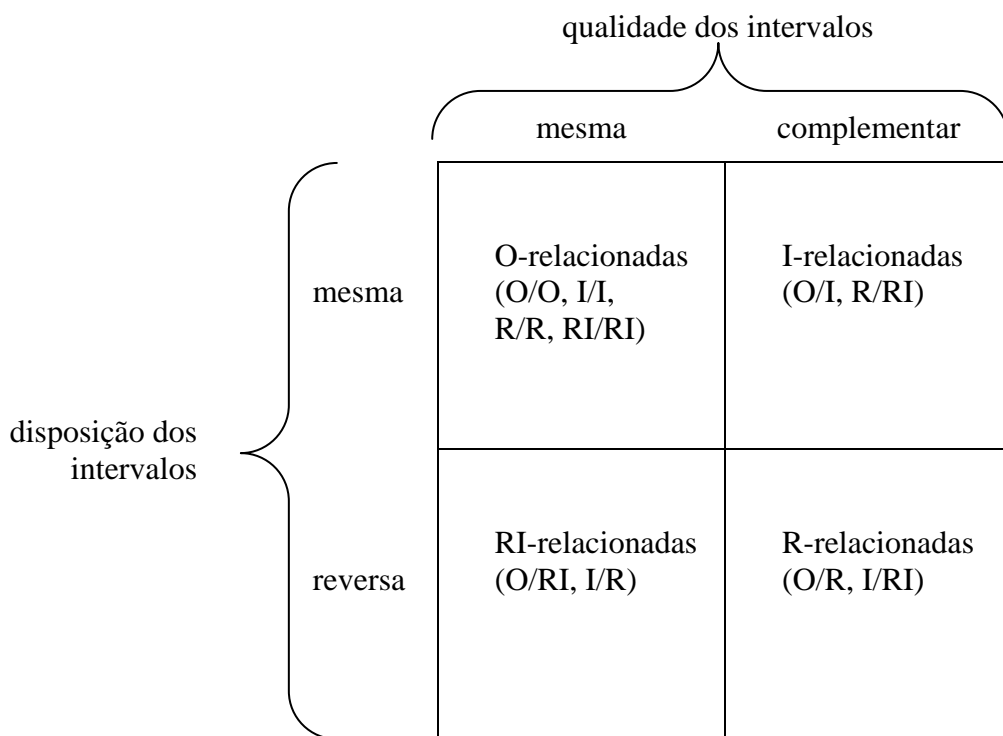 qualidade dos intervalos
mesma
complementar
mesma
O-relacionadas
(O/O, I/I,
R/R, RI/RI)
I-relacionadas
(O/I, R/RI)
disposição dos
intervalos
reversa
RI-relacionadas
(O/RI, I/R)
R-relacionadas
(O/R, I/RI)